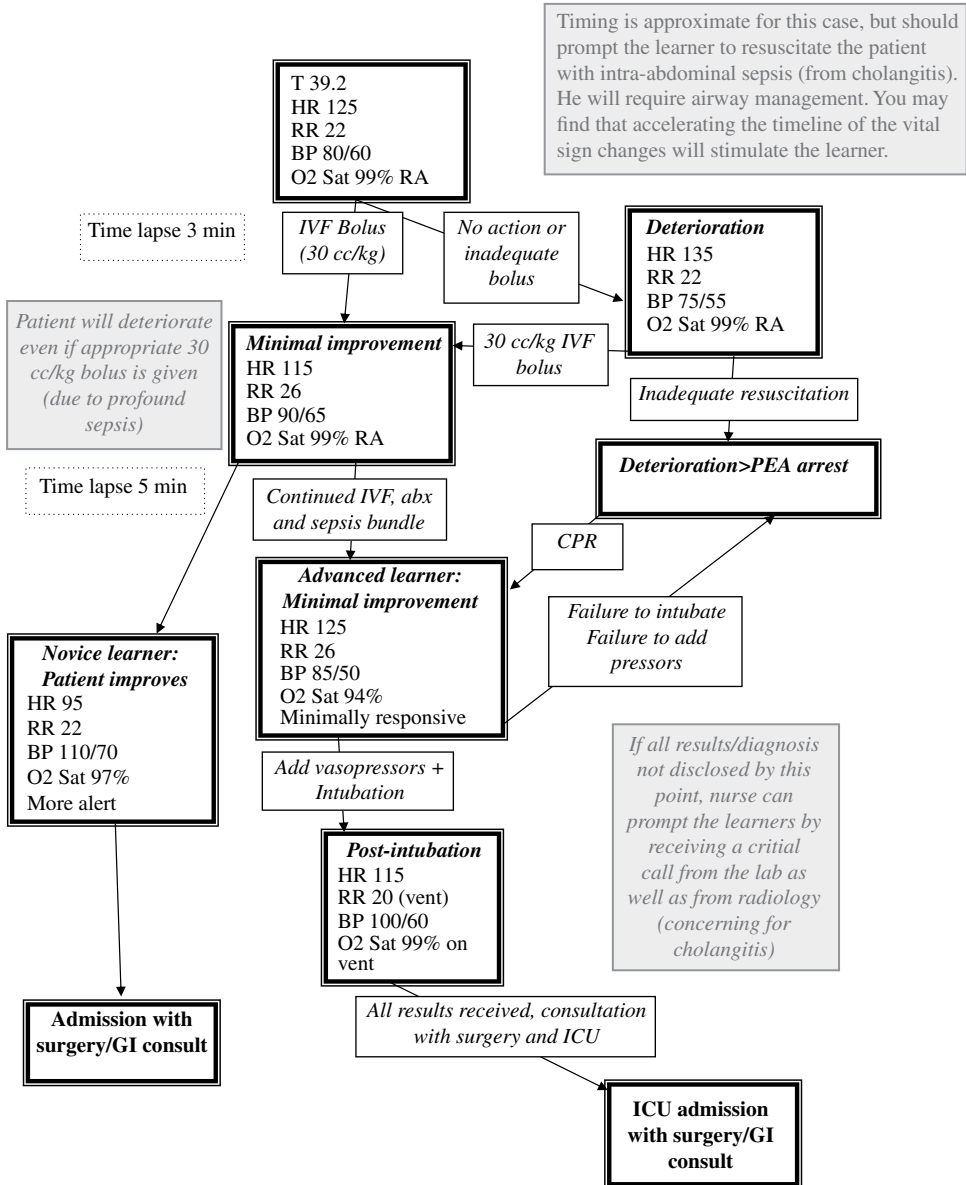 Timing is approximate for this case, but should
prompt the learner to resuscitate the patient
with intra-abdominal sepsis (from cholangitis).
He will require airway management. You may
find that accelerating the timeline of the vital
sign changes will stimulate the learner.
T 39.2
HR 125
RR 22
BP 80/60
O2 Sat 99% RA
Time lapse 3 min
IVF Bolus
(30 cc/kg)
No action or
inadequate
bolus
Deterioration
HR 135
RR 22
BP 75/55
O2 Sat 99% RA
Patient will deteriorate
even if appropriate 30
cc/kg bolus is given
(due to profound
sepsis)
Minimal improvement
HR 115
RR 26
BP 90/65
O2 Sat 99% RA
30 cc/kg IVF
bolus
Inadequate resuscitation
Deterioration>PEA arrest
Time lapse 5 min
Continued IVF, abx
and sepsis bundle
CPR
Advanced learner:
Minimal improvement
HR 125
RR 26
BP 85/50
O2 Sat 94%
Minimally responsive
Failure to intubate
Failure to add
pressors
Novice learner:
Patient improves
HR 95
RR 22
BP 110/70
O2 Sat 97%
More alert
Add vasopressors +
Intubation
If all results/diagnosis
not disclosed by this
point, nurse can
prompt the learners by
receiving a critial
call from the lab as
well as from radiology
(concerning for
cholangitis)
Post-intubation
HR 115
RR 20 (vent)
BP 100/60
O2 Sat 99% on
vent
All results received, consultation
with surgery and ICU
Admission with
surgery/GI consult
ICU admission
with surgery/GI
consult